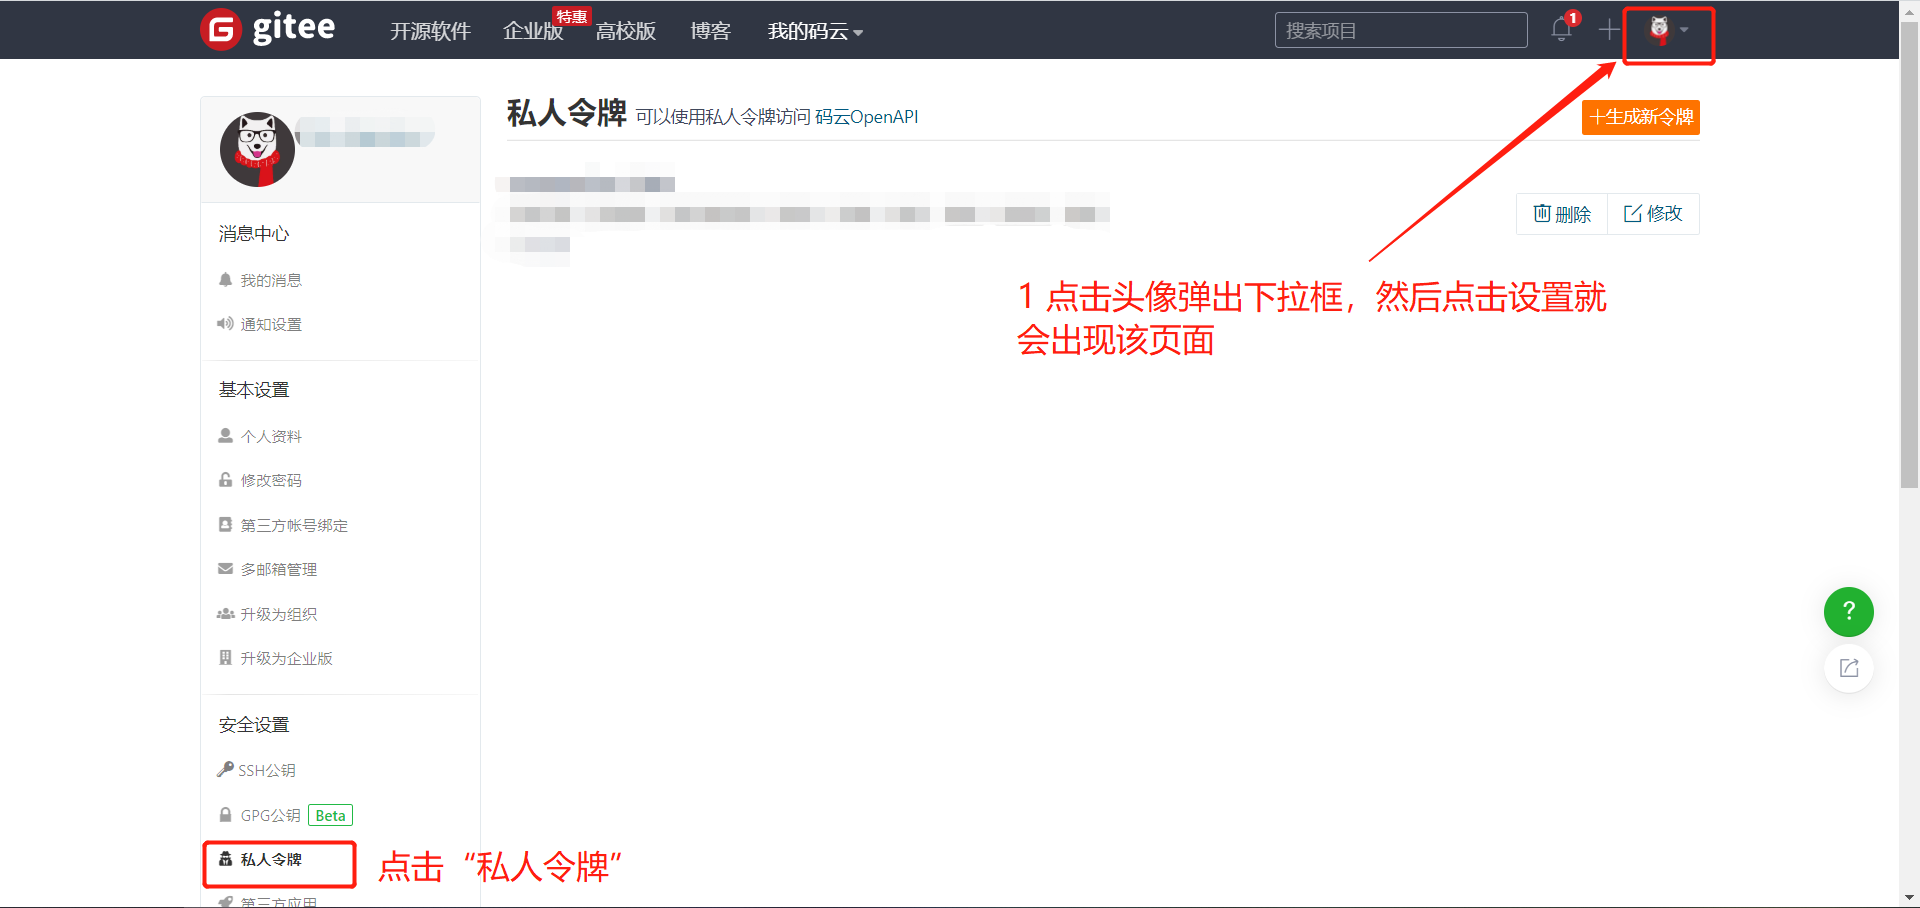 gitee
开源软件
企业版
特惠
高校版
博客
我的码云
搜索项目
1
私人令牌 可以使用私人令牌访问 码云OpenAPI
生成新令牌
删除
修改
1 点击头像弹出下拉框，然后点击设置就
会出现该页面
消息中心
我的消息
通知设置
基本设置
个人资料
修改密码
第三方帐号绑定
多邮箱管理
升级为组织
升级为企业版
安全设置
SSH公钥
GPG公钥 Beta
私人令牌
点击“私人令牌”
第三方应用
?